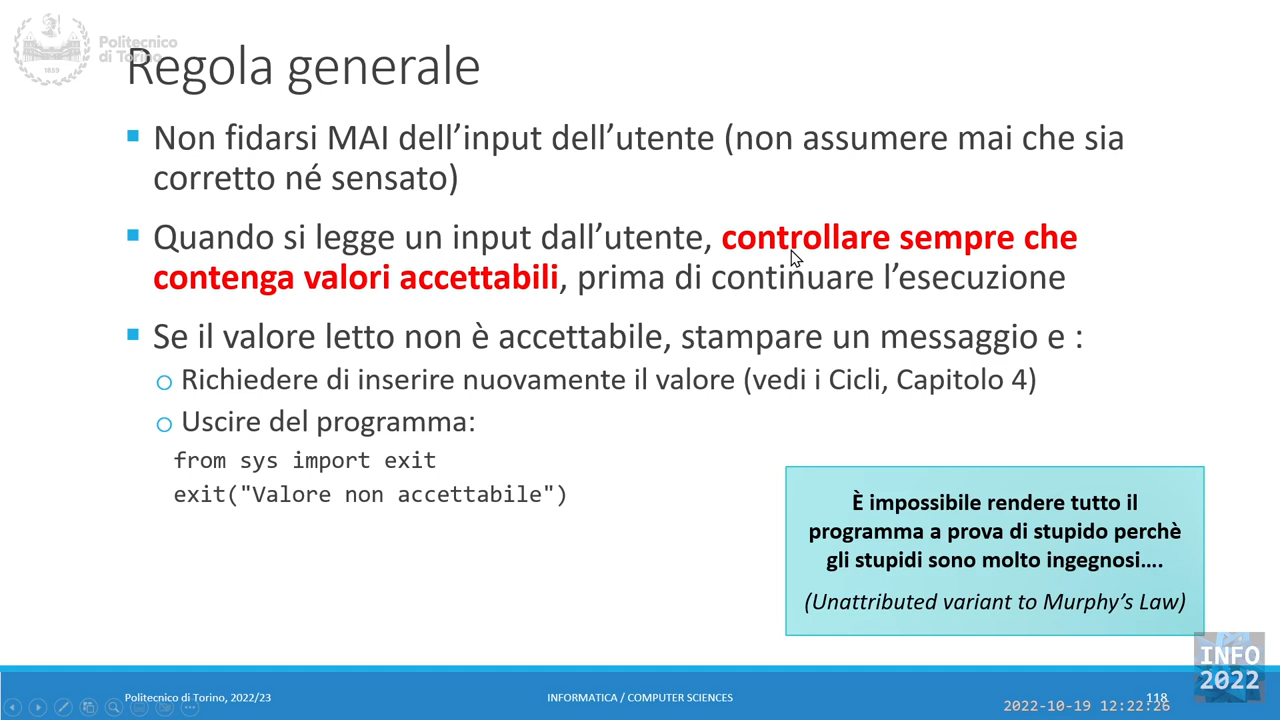 Politecnico
di Torino
1859
Regola generale
Non fidarsi MAI dell’input dell’utente (non assumere mai che sia
corretto né sensato)
Quando si legge un input dall’utente, controllare sempre che
contenga valori accettabili, prima di continuare l’esecuzione
Se il valore letto non è accettabile, stampare un messaggio e :
Richiedere di inserire nuovamente il valore (vedi i Cicli, Capitolo 4)
Uscire del programma:
from sys import exit
exit("Valore non accettabile")
È impossibile rendere tutto il
programma a prova di stupido perchè
gli stupidi sono molto ingegnosi….
(Unattributed variant to Murphy’s Law)
INFO
2022
Politecnico di Torino, 2022/23
INFORMATICA / COMPUTER SCIENCES
118
2022-10-19 12:22:26